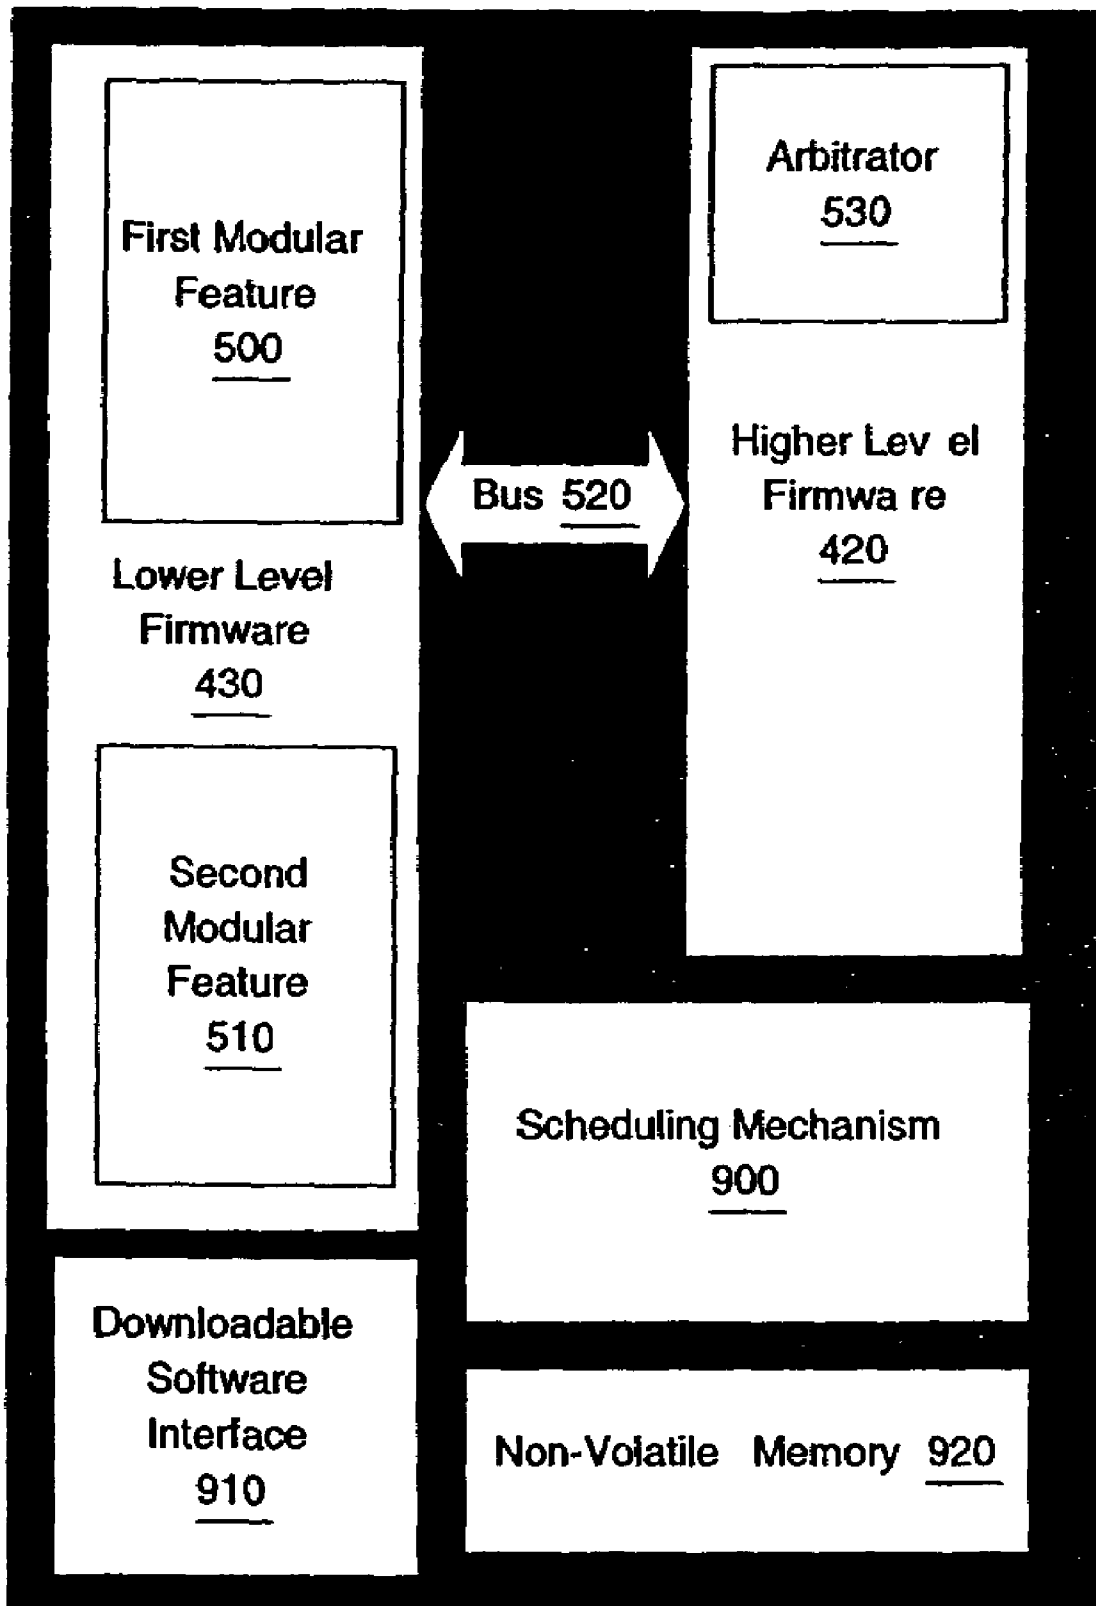 First Modular
Feature
500
Lower Level
Firmware
430
Second
Modular
Feature
510
Downloadable
Software
Interface
910
Bus 520
Arbitrator
530
Higher Lev el
Firmwa re
420
Scheduling Mechanism
900
Non-Volatile Memory 920